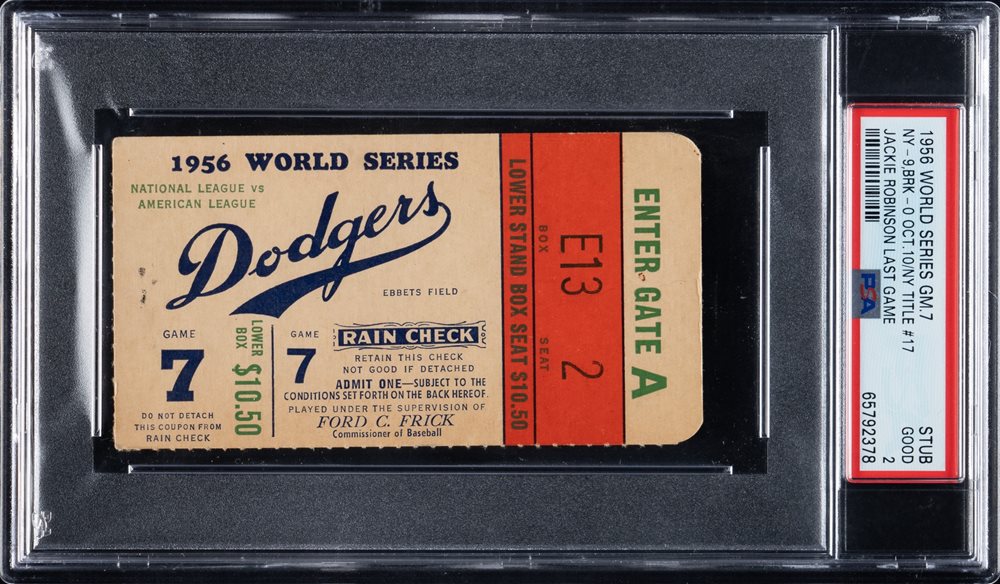 1956 WORLD SERIES
NATIONAL LEAGUE vs
AMERICAN LEAGUE
Dodgers
EBBETS FIELD
GAME
7
DO NOT DETACH
THIS COUPON FROM
RAIN CHECK
LOWER
BOX
$10.50
GAME
7
RAIN CHECK
RETAIN THIS CHECK
NOT GOOD IF DETACHED
ADMIT ONE—SUBJECT TO THE
CONDITIONS SET FORTH ON THE BACK HEREOF.
PLAYED UNDER THE SUPERVISION OF
FORD C. FRICK
Commissioner of Baseball
LOWER STAND BOX SEAT $10.50
BOX
E13
SEAT
2
ENTER GATE A
1956 WORLD SERIES GM.7
NY - 9,BRK - 0 OCT.10/NY TITLE #17
JACKIE ROBINSON LAST GAME
PSA
STUB
GOOD
2
65792378